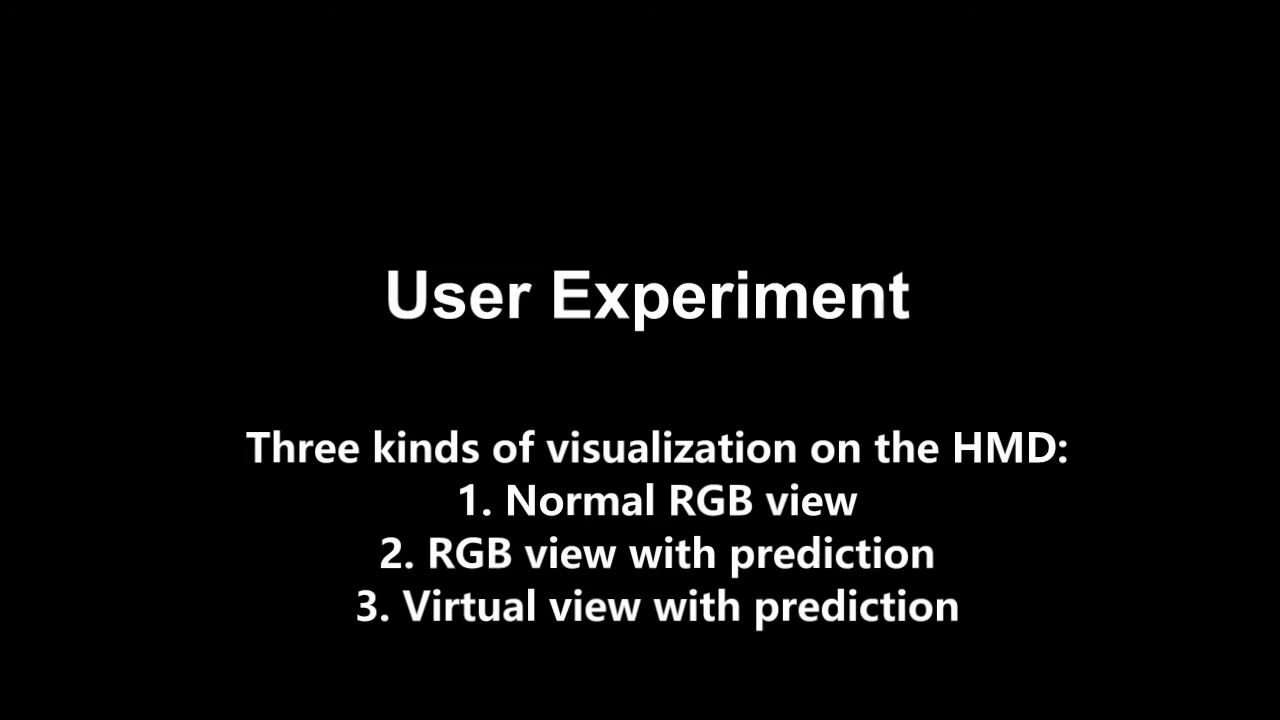 User Experiment
Three kinds of visualization on the HMD:
1. Normal RGB view
2. RGB view with prediction
3. Virtual view with prediction